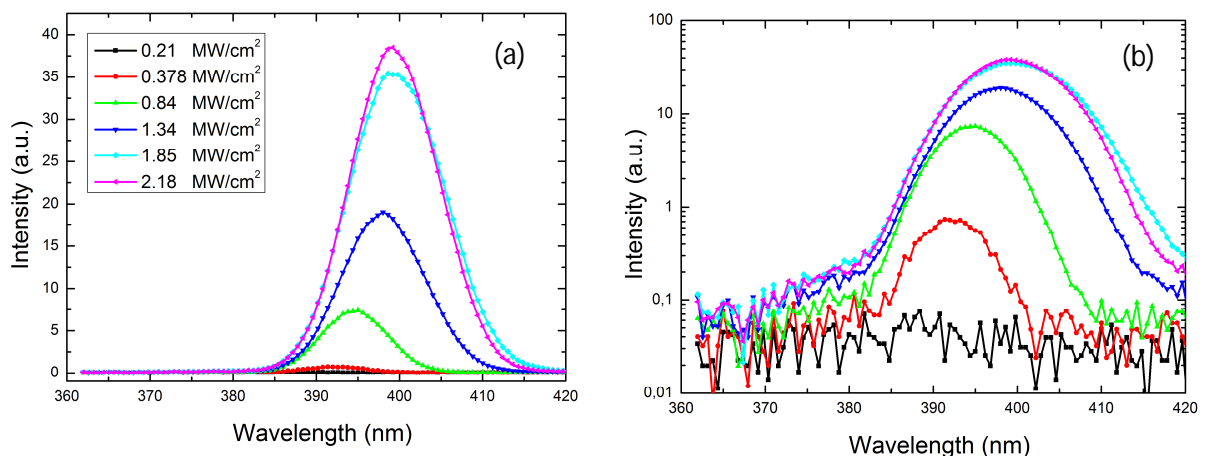 (a)
0.21 MW/cm²
0.378 MW/cm²
0.84 MW/cm²
1.34 MW/cm²
1.85 MW/cm²
2.18 MW/cm²
Intensity (a.u.)
40
35
30
25
20
15
10
5
0
360 370 380 390 400 410 420
Wavelength (nm)
(b)
Intensity (a.u.)
100
10
1
0,1
0,01
360 370 380 390 400 410 420
Wavelength (nm)